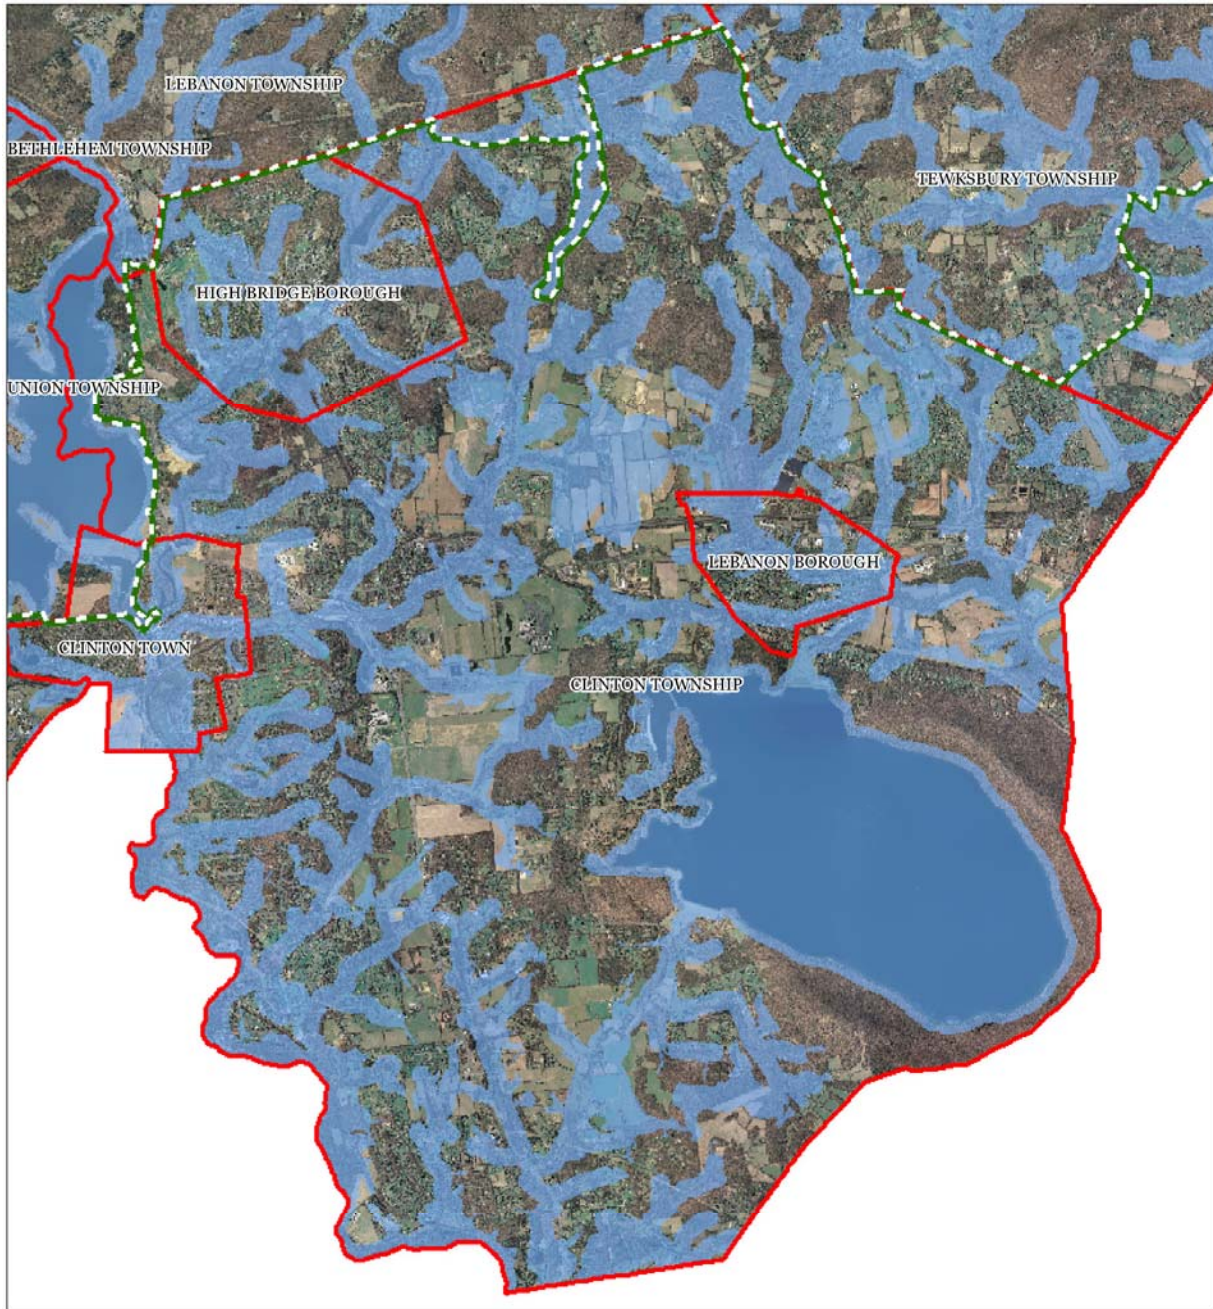 LEBANON TOWNSHIP
BETHLEHEM TOWNSHIP
TEWKSBURY TOWNSHIP
HIGH BRIDGE BOROUGH
UNION TOWNSHIP
LEBANON BOROUGH
CLINTON TOWN
CLINTON TOWNSHIP